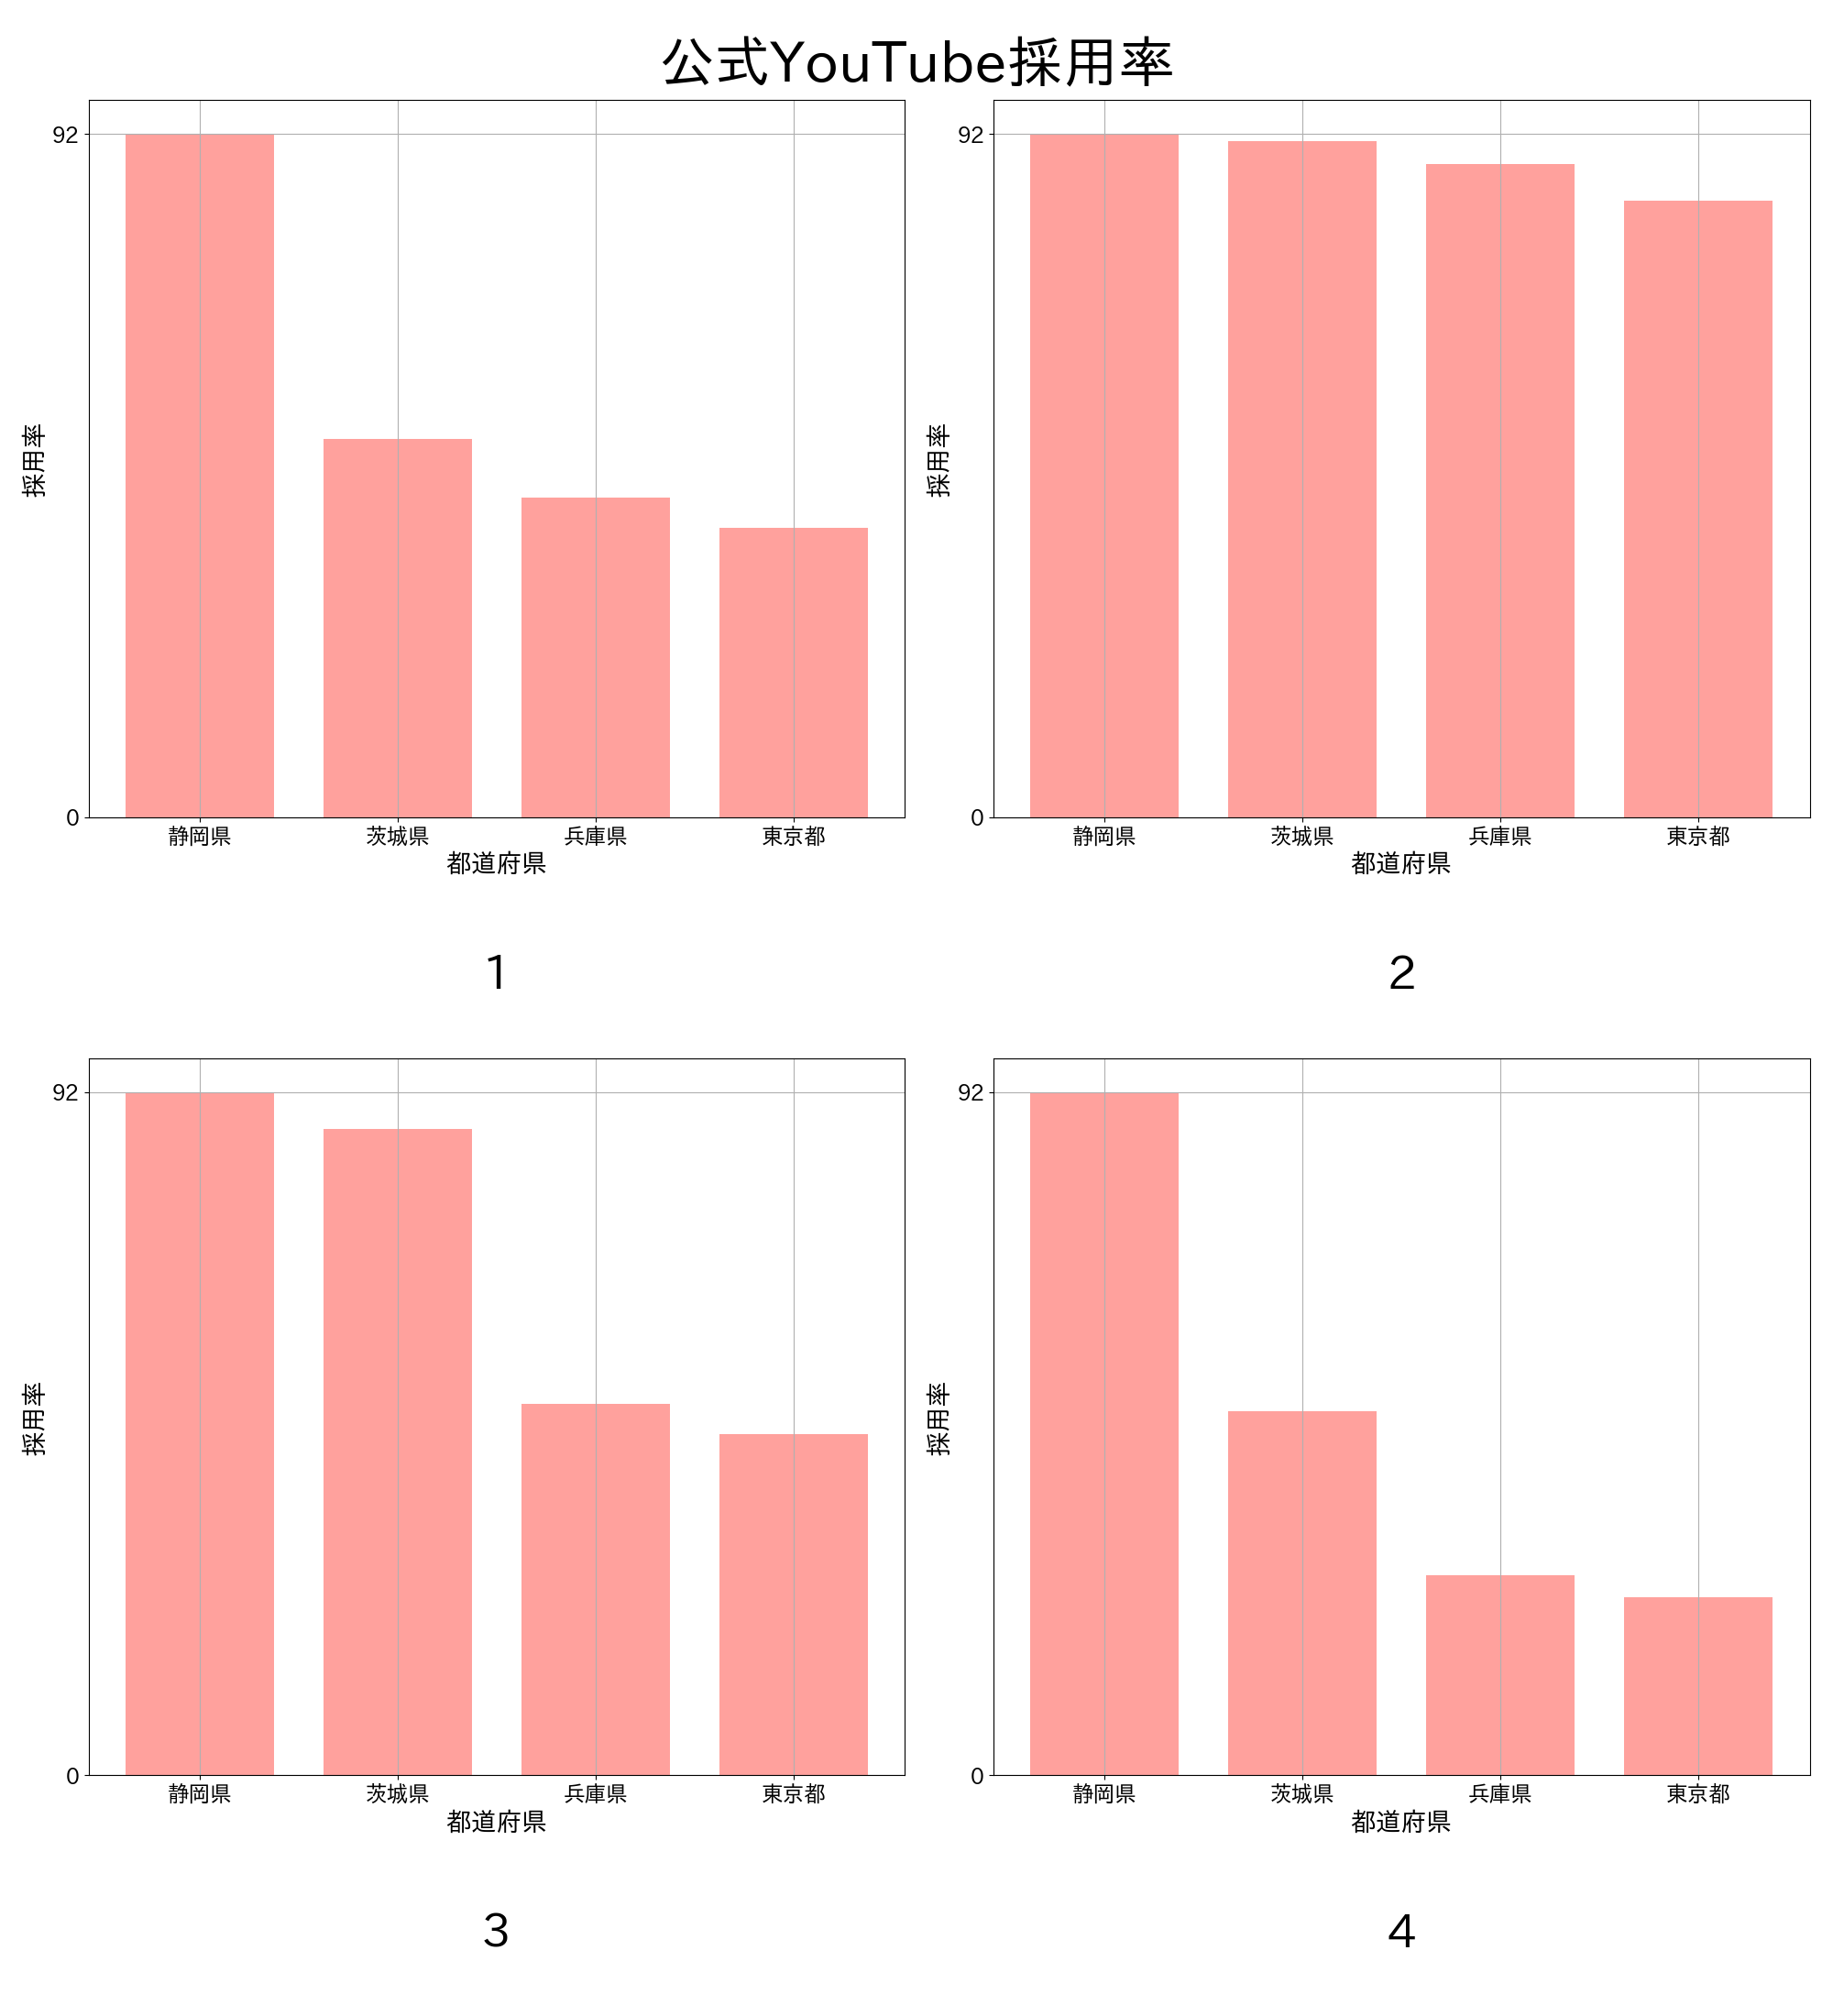 公式YouTube採用率
92
0
採用率
静岡県 茨城県 兵庫県 東京都
都道府県
1
92
0
採用率
静岡県 茨城県 兵庫県 東京都
都道府県
2
92
0
採用率
静岡県 茨城県 兵庫県 東京都
都道府県
3
92
0
採用率
静岡県 茨城県 兵庫県 東京都
都道府県
4